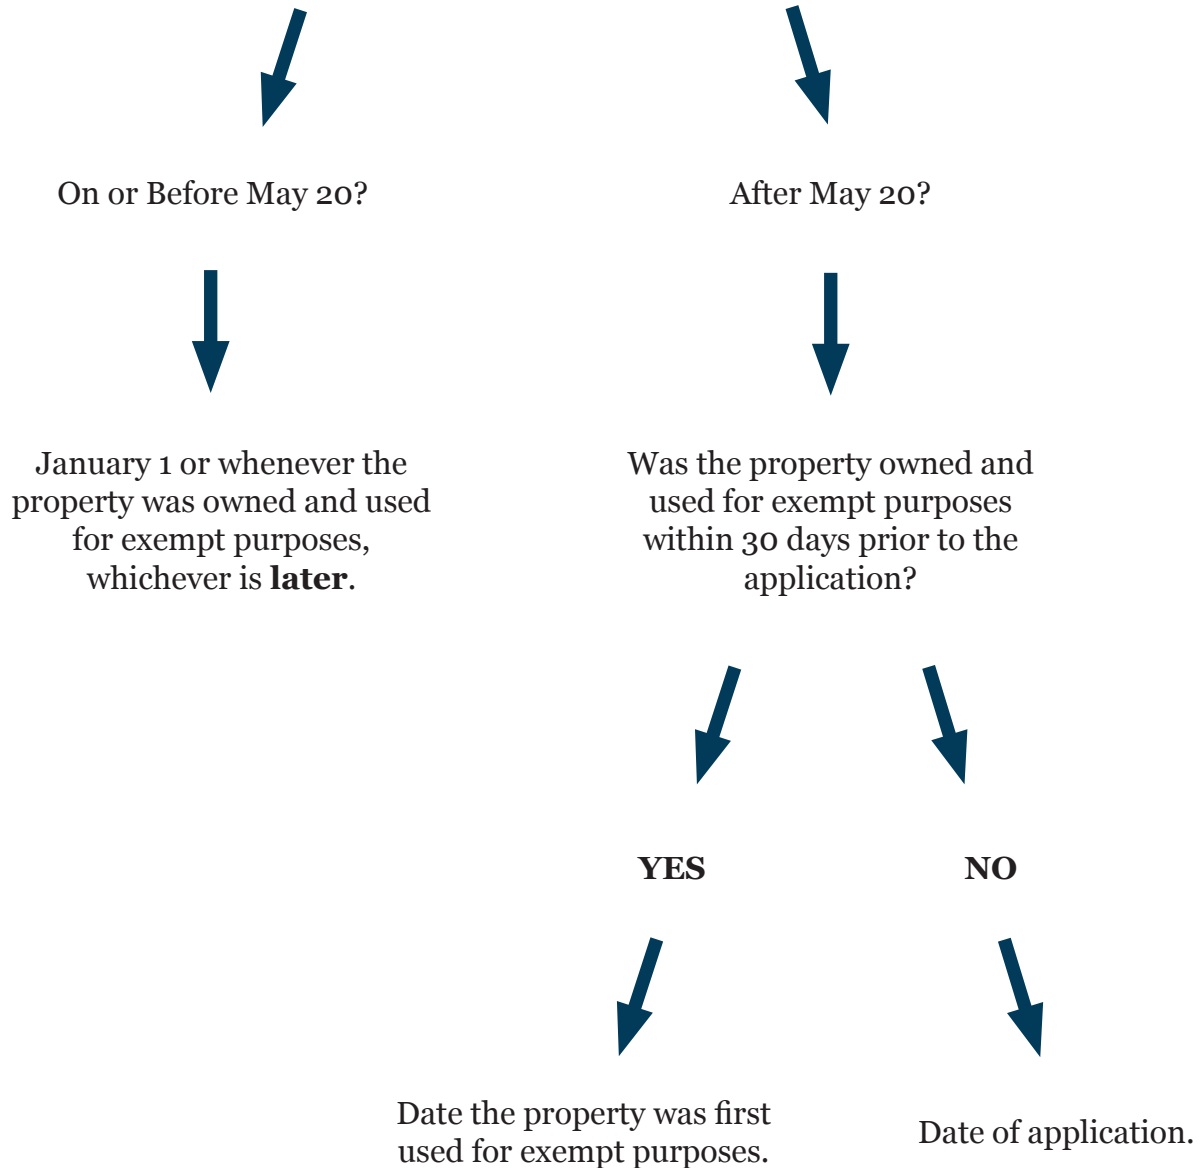 On or Before May 20?
After May 20?
January 1 or whenever the
property was owned and used
for exempt purposes,
whichever is later.
Was the property owned and
used for exempt purposes
within 30 days prior to the
application?
YES
NO
Date the property was first
used for exempt purposes.
Date of application.